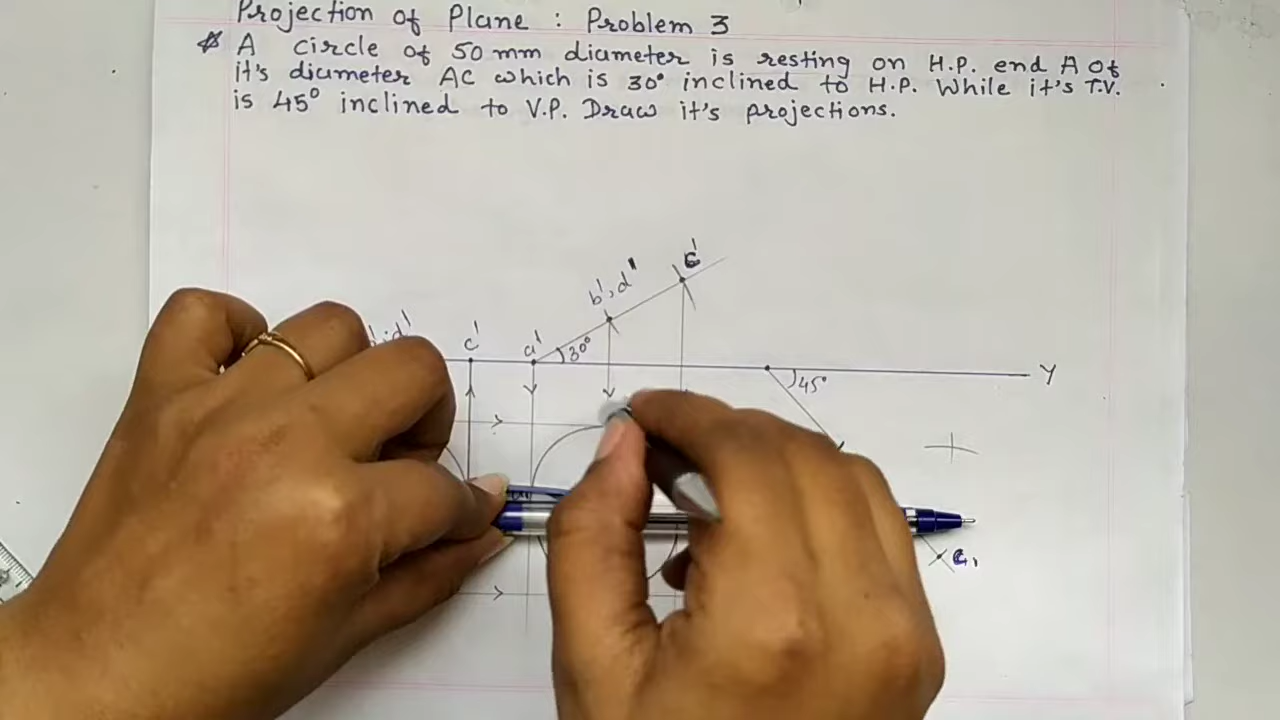 Projection of Plane : Problem 3
A circle of 50 mm diameter is resting on H.P. end A of
it's diameter AC which is 30° inclined to H.P. While it's T.V.
is 45° inclined to V.P. Draw it's projections.
c'
b', d'
d'
c'
a'
30°
Y
45°
c₁